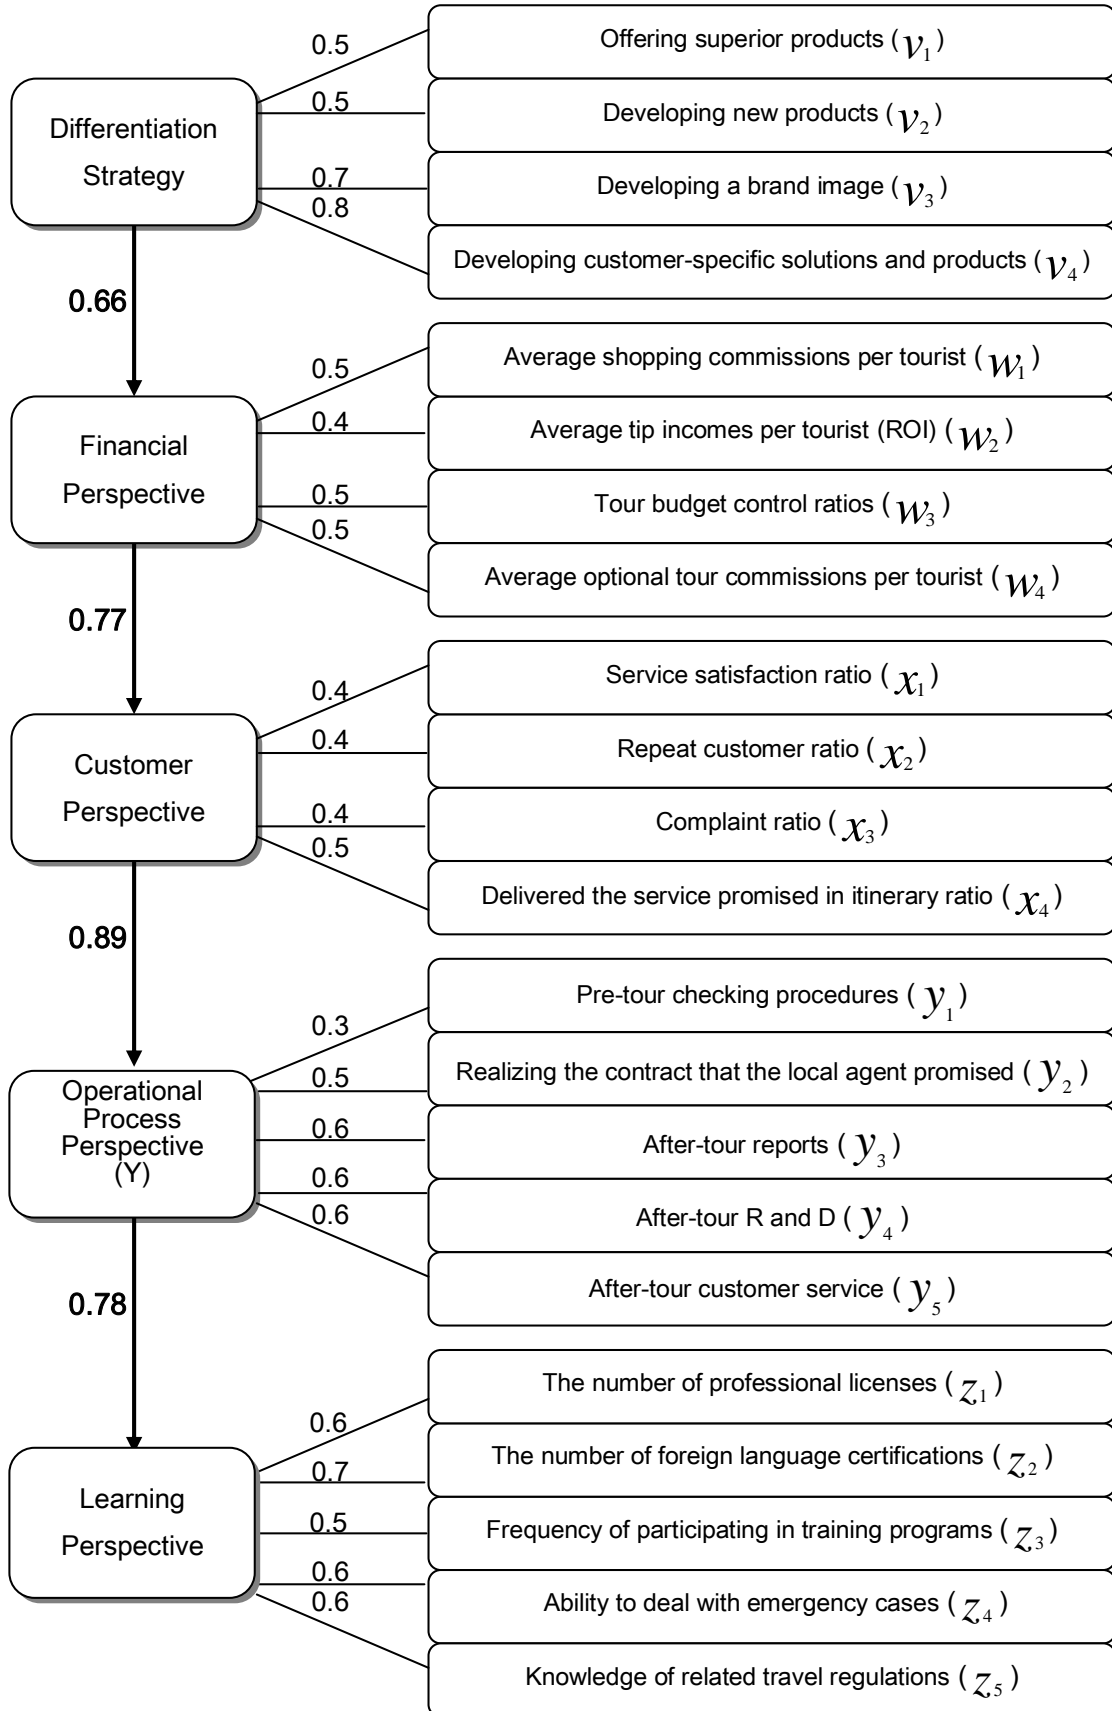 0.5
Offering superior products (v1)
Differentiation
Strategy
0.5
Developing new products (v2)
0.7
Developing a brand image (v3)
0.8
Developing customer-specific solutions and products (v4)
0.66
0.5
Average shopping commissions per tourist (w1)
Financial
Perspective
0.4
Average tip incomes per tourist (ROI) (w2)
0.5
Tour budget control ratios (w3)
0.5
Average optional tour commissions per tourist (w4)
0.77
0.4
Service satisfaction ratio (x1)
Customer
Perspective
0.4
Repeat customer ratio (x2)
0.4
Complaint ratio (x3)
0.5
Delivered the service promised in itinerary ratio (x4)
0.89
0.3
Pre-tour checking procedures (y1)
Operational
Process
Perspective
(Y)
0.5
Realizing the contract that the local agent promised (y2)
0.6
After-tour reports (y3)
0.6
After-tour R and D (y4)
0.6
After-tour customer service (y5)
0.78
0.6
The number of professional licenses (z1)
Learning
Perspective
0.7
The number of foreign language certifications (z2)
0.5
Frequency of participating in training programs (z3)
0.6
Ability to deal with emergency cases (z4)
0.6
Knowledge of related travel regulations (z5)